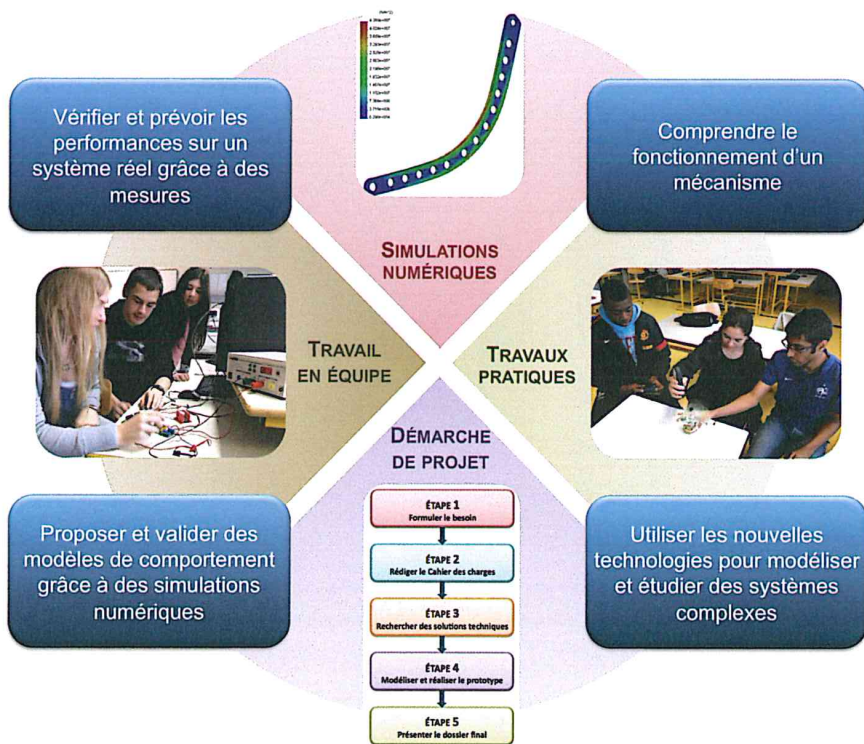 Vérifier et prévoir les
performances sur un
système réel grâce à des
mesures
Comprendre le
fonctionnement d'un
mécanisme
SIMULATIONS
NUMÉRIQUES
TRAVAIL
EN ÉQUIPE
TRAVAUX
PRATIQUES
DÉMARCHE
DE PROJET
ÉTAPE 1
Formuler le besoin
ÉTAPE 2
Rédiger le Cahier des charges
ÉTAPE 3
Rechercher des solutions techniques
ÉTAPE 4
Modéliser et réaliser le prototype
ÉTAPE 5
Présenter le dossier final
Proposer et valider des
modèles de comportement
grâce à des simulations
numériques
Utiliser les nouvelles
technologies pour modéliser
et étudier des systèmes
complexes